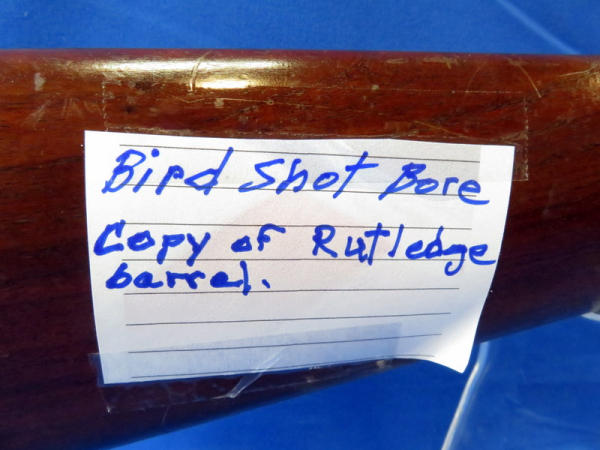 Bird Shot Bore
Copy of Rutledge
barrel.